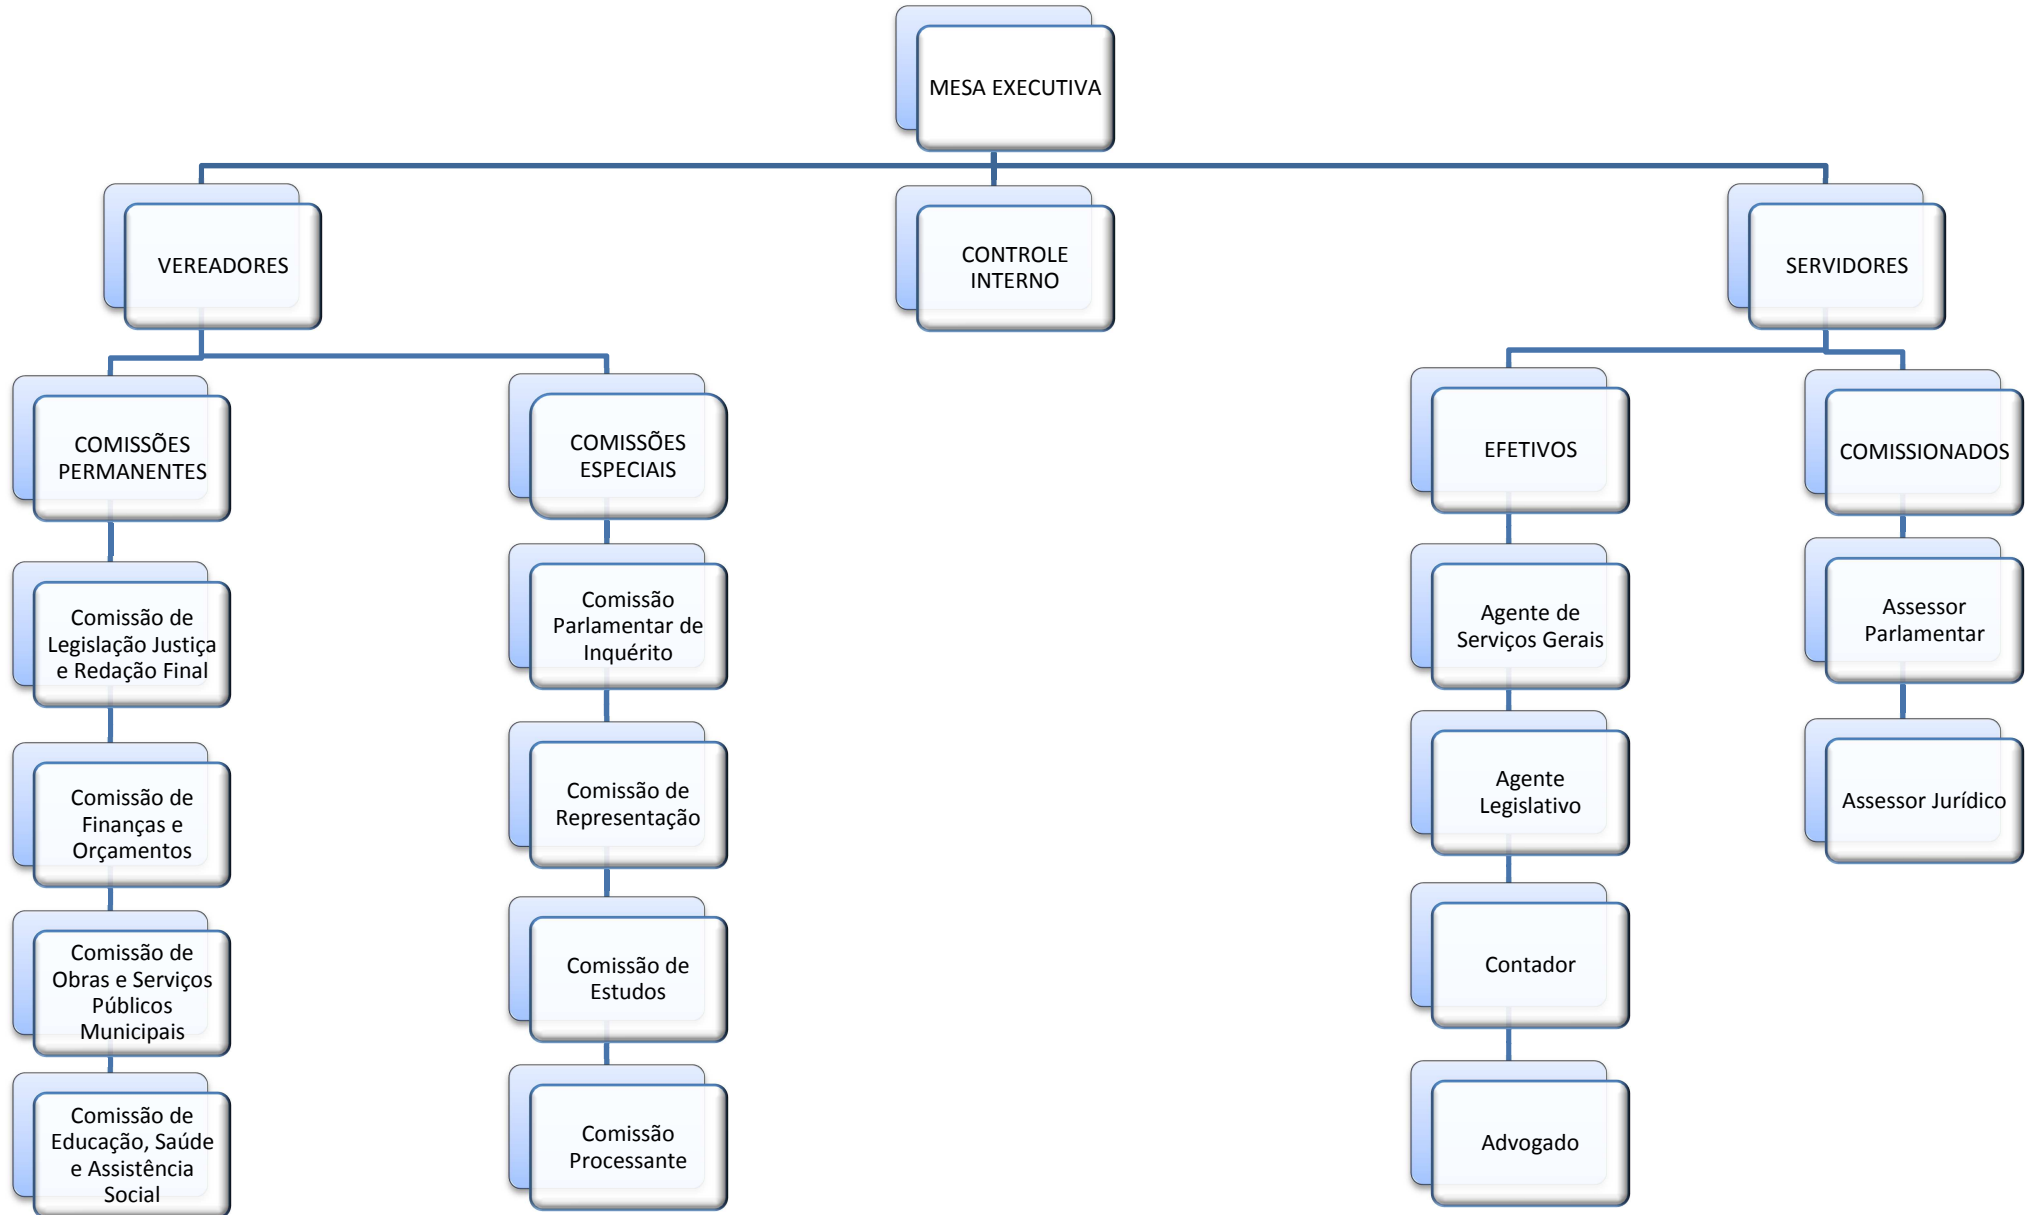 MESA EXECUTIVA
VEREADORES
CONTROLE
INTERNO
SERVIDORES
COMISSÕES
PERMANENTES
COMISSÕES
ESPECIAIS
EFETIVOS
COMISSIONADOS
Comissão de
Legislação Justiça
e Redação Final
Comissão
Parlamentar de
Inquérito
Agente de
Serviços Gerais
Assessor
Parlamentar
Comissão de
Finanças e
Orçamentos
Comissão de
Representação
Agente
Legislativo
Assessor Jurídico
Comissão de
Obras e Serviços
Públicos
Municipais
Comissão de
Estudos
Contador
Comissão de
Educação, Saúde
e Assistência
Social
Comissão
Processante
Advogado